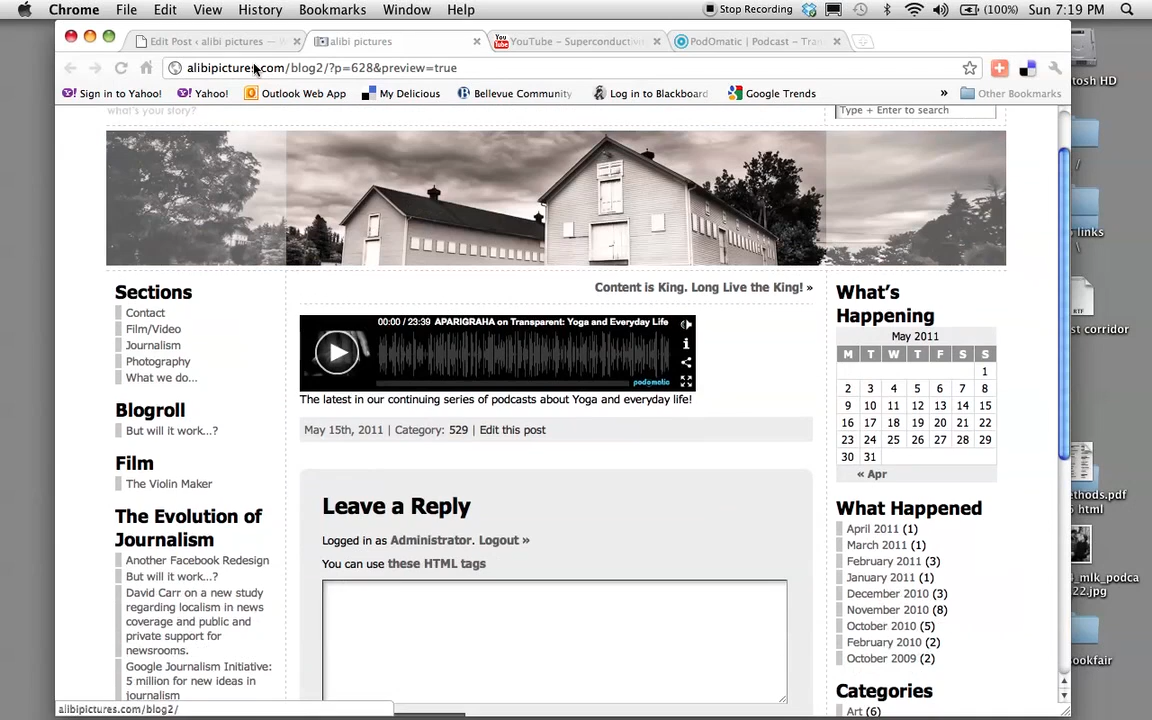 Chrome File Edit View History Bookmarks Window Help
Stop Recording
(100%) Sun 7:19 PM
Edit Post ‹ alibi pictures —
alibi pictures
YouTube – Superconductiv
PodOmatic | Podcast – Tran
alibipictures.com/blog2/?p=628&preview=true
Sign in to Yahoo!
Yahoo!
Outlook Web App
My Delicious
Bellevue Community
Log in to Blackboard
Google Trends
»
Other Bookmarks
what's your story?
Type + Enter to search
Content is King. Long Live the King! »
Sections
Contact
Film/Video
Journalism
Photography
What we do...
Blogroll
But will it work...?
Film
The Violin Maker
The Evolution of
Journalism
Another Facebook Redesign
But will it work...?
David Carr on a new study
regarding localism in news
coverage and public and
private support for
newsrooms.
Google Journalism Initiative:
5 million for new ideas in
journalism
00:00 / 23:39 APARIGRAHA on Transparent: Yoga and Everyday Life
podomatic
The latest in our continuing series of podcasts about Yoga and everyday life!
May 15th, 2011 | Category: 529 | Edit this post
Leave a Reply
Logged in as Administrator. Logout »
You can use these HTML tags
What's
Happening
May 2011
M T W T F S S
1
2 3 4 5 6 7 8
9 10 11 12 13 14 15
16 17 18 19 20 21 22
23 24 25 26 27 28 29
30 31
« Apr
What Happened
April 2011 (1)
March 2011 (1)
February 2011 (3)
January 2011 (1)
December 2010 (3)
November 2010 (8)
October 2010 (5)
February 2010 (2)
October 2009 (2)
Categories
Art (6)
alibipictures.com/blog2/
tosh HD
/
links
\
st corridor
ethods.pdf
html
4_mlk_podca
22.jpg
ookfair